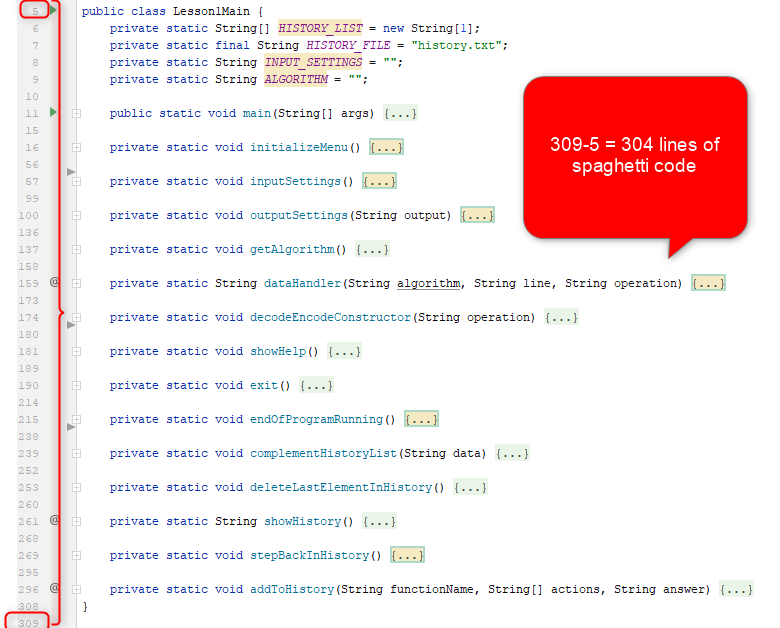 5 public class Lesson1Main {
6 private static String[] HISTORY_LIST = new String[1];
7 private static final String HISTORY_FILE = "history.txt";
8 private static String INPUT_SETTINGS = "";
9 private static String ALGORITHM = "";
10
11 public static void main(String[] args) {...}
15
16 private static void initializeMenu() {...}
56
57 private static void inputSettings() {...}
99
100 private static void outputSettings(String output) {...}
136
137 private static void getAlgorithm() {...}
158
159 @ private static String dataHandler(String algorithm, String line, String operation) {...}
173
174 private static void decodeEncodeConstructor(String operation) {...}
180
181 private static void showHelp() {...}
189
190 private static void exit() {...}
214
215 private static void endOfProgramRunning() {...}
238
239 private static void complementHistoryList(String data) {...}
252
253 private static void deleteLastElementInHistory() {...}
260
261 @ private static String showHistory() {...}
268
269 private static void stepBackInHistory() {...}
295
296 @ private static void addToHistory(String functionName, String[] actions, String answer) {...}
308 }
309
309-5 = 304 lines of
spaghetti code